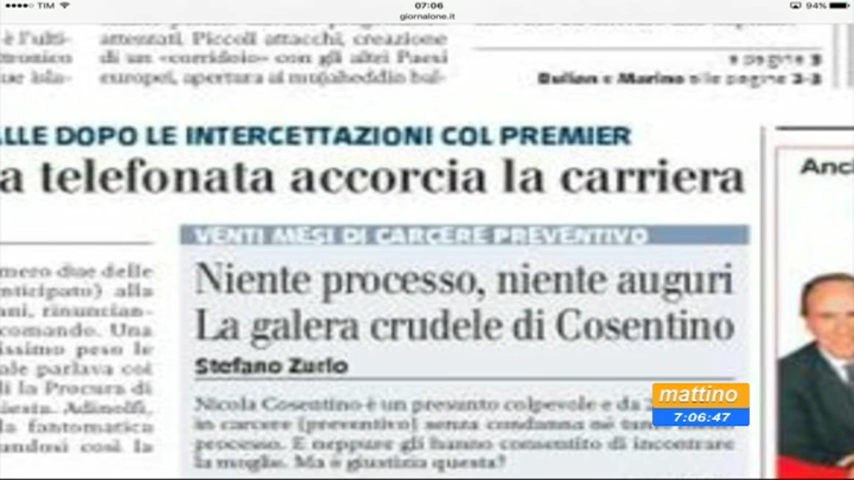 TIM
07:06
94%
giornalone.it
è l'ulti-
attentati. Piccoli attacchi, creazione
di un «corridoio» con gli altri Paesi
europei, apertura ai mujaheddin bal-
a pagina
e Marino alle pagine 2-3
ALLE DOPO LE INTERCETTAZIONI COL PREMIER
a telefonata accorcia la carriera
Anci
VENTI MESI DI CARCERE PREVENTIVO
Niente processo, niente auguri
La galera crudele di Cosentino
Stefano Zurlo
Nicola Cosentino è un presunto colpevole e da
in carcere (preventivo) senza condanna né
processo. E neppure gli hanno consentito di incontrare
la moglie. Ma è giustizia questa?
mero due delle
nticipato) alla
ani, rinuncian-
comando. Una
issimo peso le
ale parlava col
li la Procura di
iesta. Adinolfi,
la fantomatica
andosi così la
mattino
7:06:47